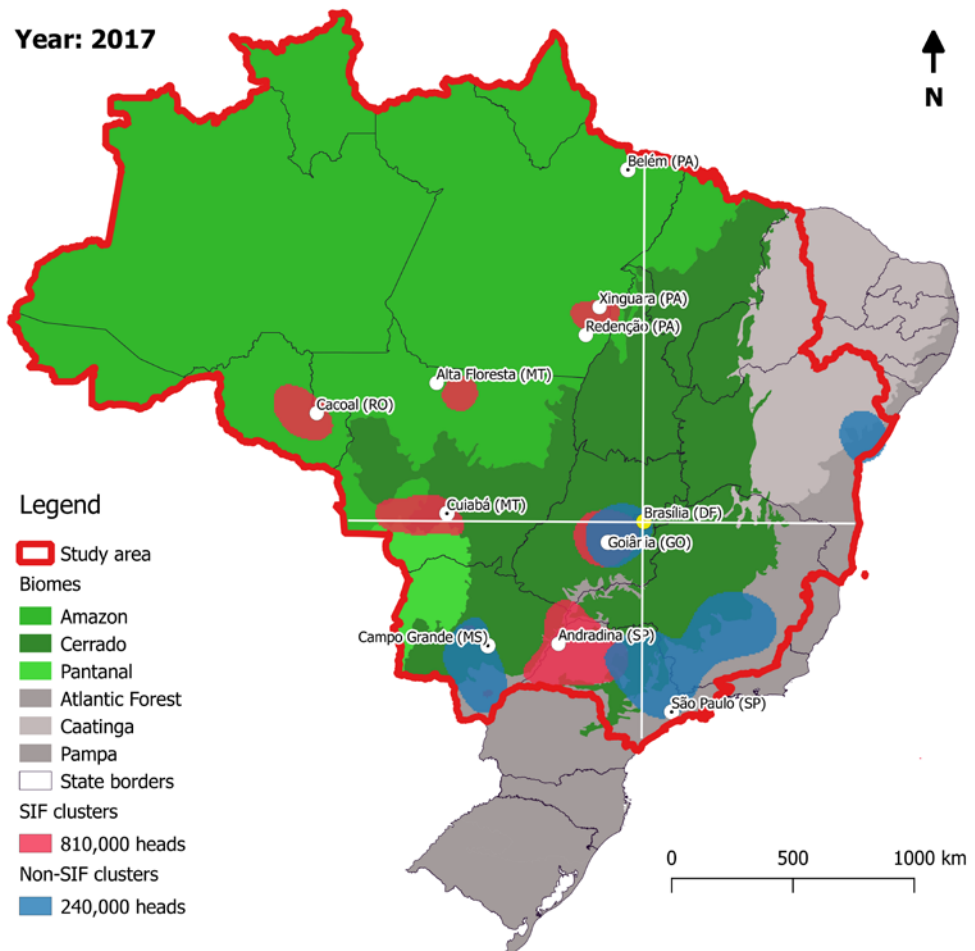 Year: 2017
N
Belém (PA)
Xinguara (PA)
Redenção (PA)
Alta Floresta (MT)
Cacoal (RO)
Cuiabá (MT)
Brasília (DF)
Goiânia (GO)
Campo Grande (MS)
Andradina (SP)
São Paulo (SP)
Legend
Study area
Biomes
Amazon
Cerrado
Pantanal
Atlantic Forest
Caatinga
Pampa
State borders
SIF clusters
810,000 heads
Non-SIF clusters
240,000 heads
0 500 1000 km